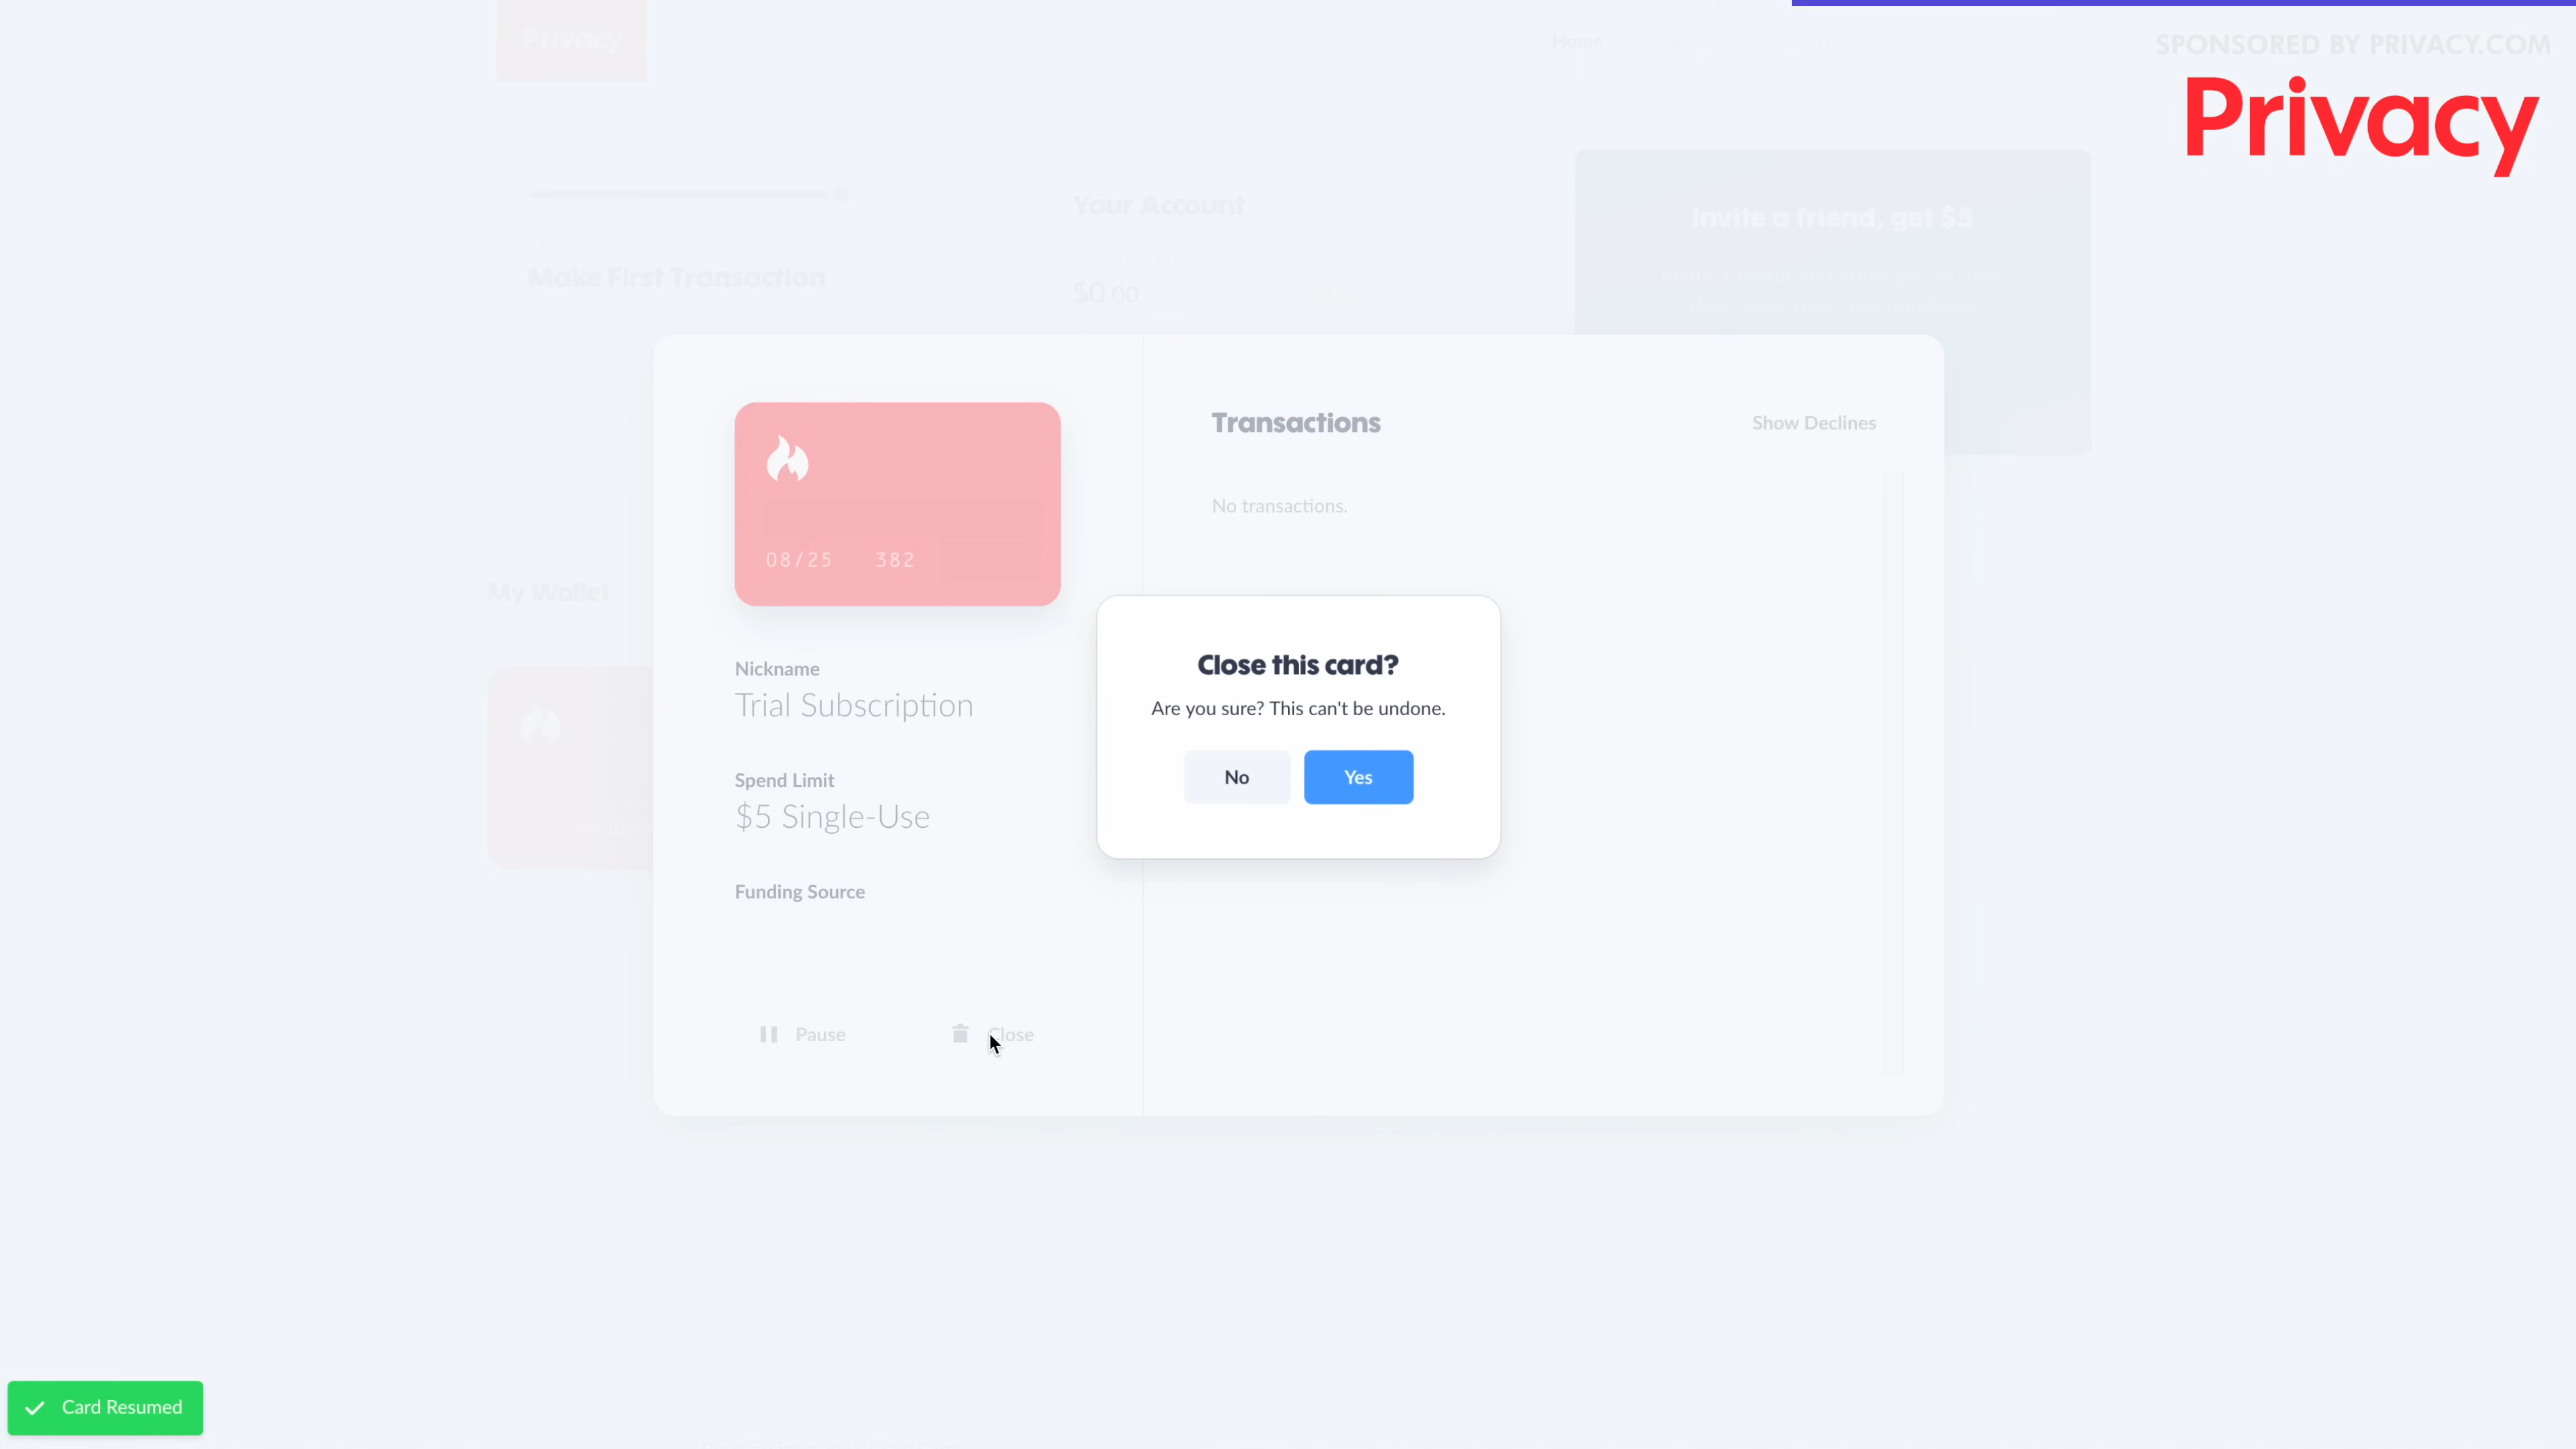 Privacy
Home
SPONSORED BY PRIVACY.COM
Privacy
Your Account
Invite a friend, get $5
Make First Transaction
$0.00
Transactions
Show Declines
No transactions.
08/25 382
My Wallet
Close this card?
Are you sure? This can't be undone.
No
Yes
Nickname
Trial Subscription
Spend Limit
$5 Single-Use
Funding Source
Pause
Close
Card Resumed